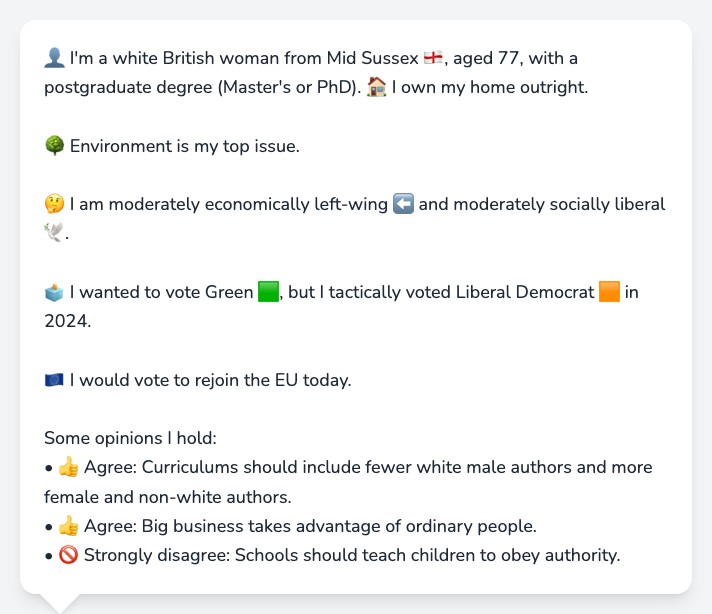 👤 I'm a white British woman from Mid Sussex 🏴󠁧󠁢󠁥󠁮󠁧󠁿, aged 77, with a
postgraduate degree (Master's or PhD). 🏠 I own my home outright.
🌳 Environment is my top issue.
🤔 I am moderately economically left-wing ⬅️ and moderately socially liberal
🕊️.
🗳️ I wanted to vote Green 🟩, but I tactically voted Liberal Democrat 🟧 in
2024.
🇪🇺 I would vote to rejoin the EU today.
Some opinions I hold:
• 👍 Agree: Curriculums should include fewer white male authors and more
female and non-white authors.
• 👍 Agree: Big business takes advantage of ordinary people.
• 🚫 Strongly disagree: Schools should teach children to obey authority.